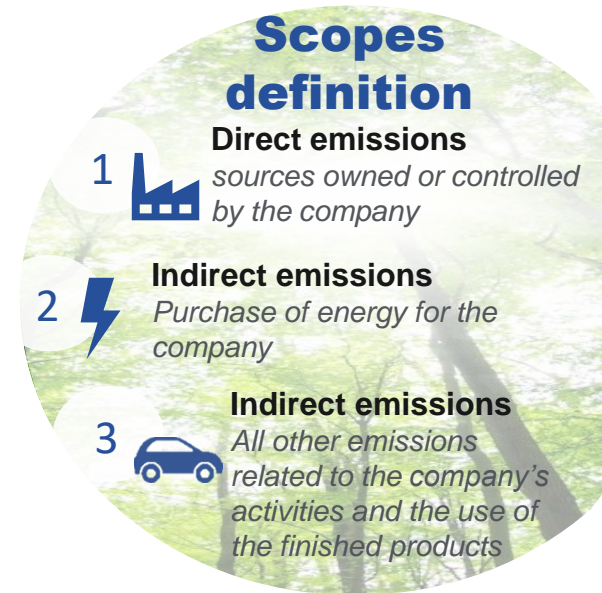 Scopes
definition
1
Direct emissions
sources owned or controlled
by the company
2
Indirect emissions
Purchase of energy for the
company
3
Indirect emissions
All other emissions
related to the company’s
activities and the use of
the finished products